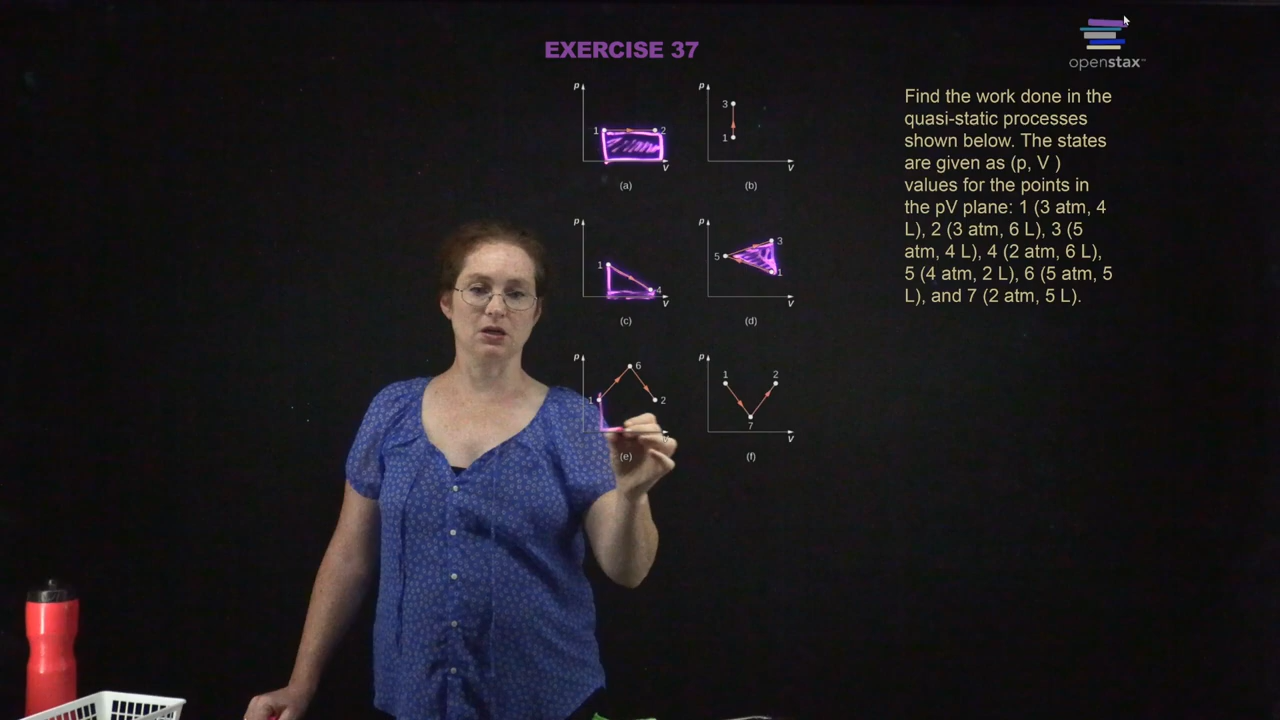 EXERCISE 37
openstax
Find the work done in the
quasi-static processes
shown below. The states
are given as (p, V )
values for the points in
the pV plane: 1 (3 atm, 4
L), 2 (3 atm, 6 L), 3 (5
atm, 4 L), 4 (2 atm, 6 L),
5 (4 atm, 2 L), 6 (5 atm, 5
L), and 7 (2 atm, 5 L).
p
1
2
V
(a)
p
3
1
V
(b)
p
1
4
V
(c)
p
3
5
1
V
(d)
p
6
1
2
(e)
p
1
2
7
V
(f)